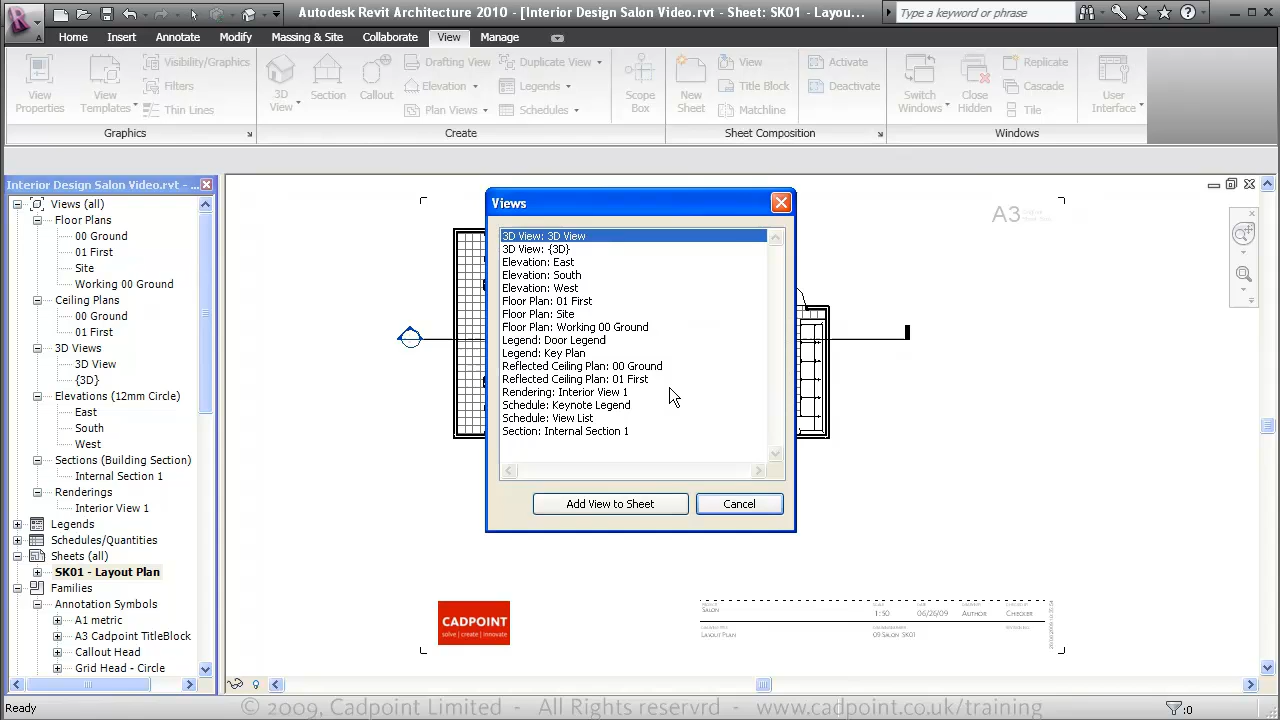 Autodesk Revit Architecture 2010 - [Interior Design Salon Video.rvt - Sheet: SK01 - Layou...
Type a keyword or phrase
Home Insert Annotate Modify Massing & Site Collaborate View Manage
View Properties
View Templates
Visibility/Graphics
Filters
Thin Lines
3D View
Section
Callout
Drafting View
Elevation
Plan Views
Duplicate View
Legends
Schedules
Scope Box
New Sheet
View
Title Block
Matchline
Activate
Deactivate
Switch Windows
Close Hidden
Replicate
Cascade
Tile
User Interface
Graphics Create Sheet Composition Windows
Interior Design Salon Video.rvt - ...
Views (all)
Floor Plans
00 Ground
01 First
Site
Working 00 Ground
Ceiling Plans
00 Ground
01 First
3D Views
3D View
{3D}
Elevations (12mm Circle)
East
South
West
Sections (Building Section)
Internal Section 1
Renderings
Interior View 1
Legends
Schedules/Quantities
Sheets (all)
SK01 - Layout Plan
Families
Annotation Symbols
A1 metric
A3 Cadpoint TitleBlock
Callout Head
Grid Head - Circle
A3
Views
3D View: 3D View
3D View: {3D}
Elevation: East
Elevation: South
Elevation: West
Floor Plan: 01 First
Floor Plan: Site
Floor Plan: Working 00 Ground
Legend: Door Legend
Legend: Key Plan
Reflected Ceiling Plan: 00 Ground
Reflected Ceiling Plan: 01 First
Rendering: Interior View 1
Schedule: Keynote Legend
Schedule: View List
Section: Internal Section 1
Add View to Sheet Cancel
CADPOINT
solve | create | innovate
Salon
1:50 06/26/09 Author Checker
Layout Plan
09 Salon SK01
Ready
© 2009, Cadpoint Limited - All Rights reservrd - www.cadpoint.co.uk/training
:0